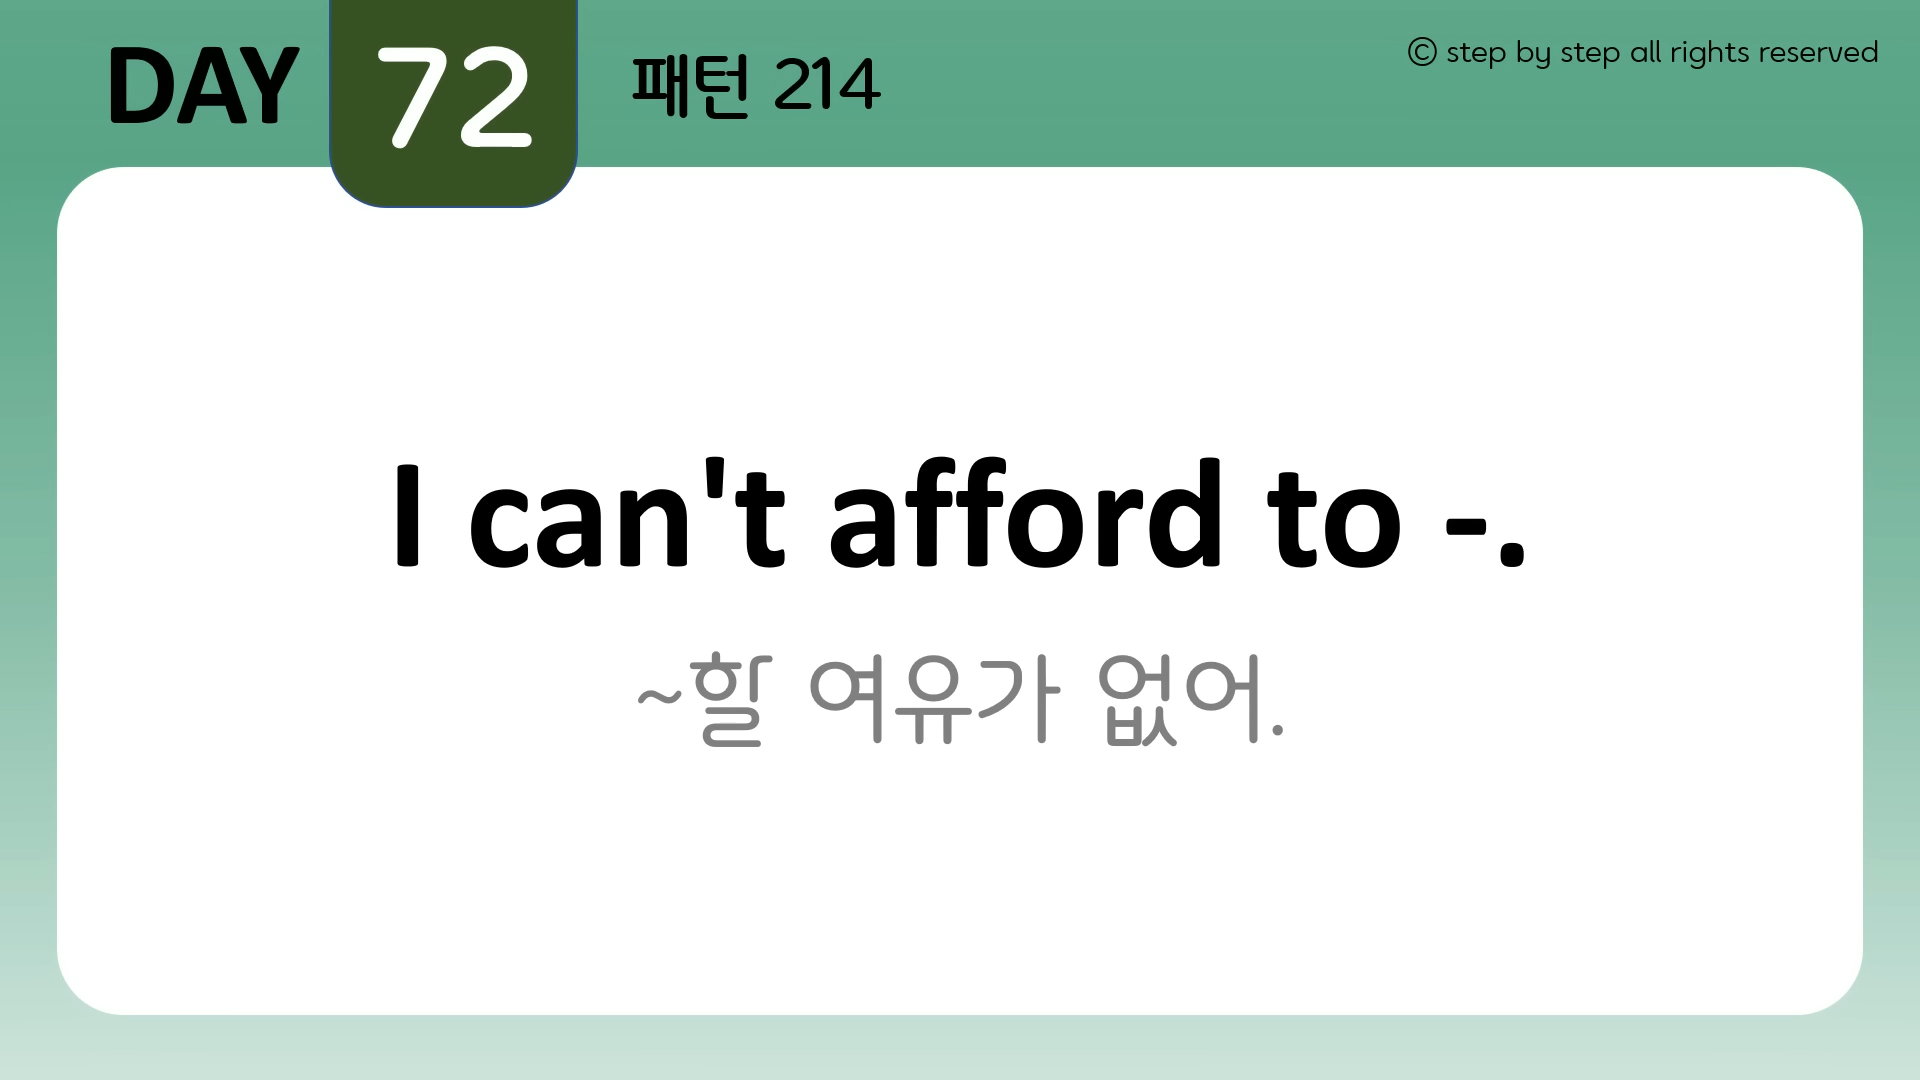 DAY 72 패턴 214
© step by step all rights reserved
I can't afford to -.
~할 여유가 없어.